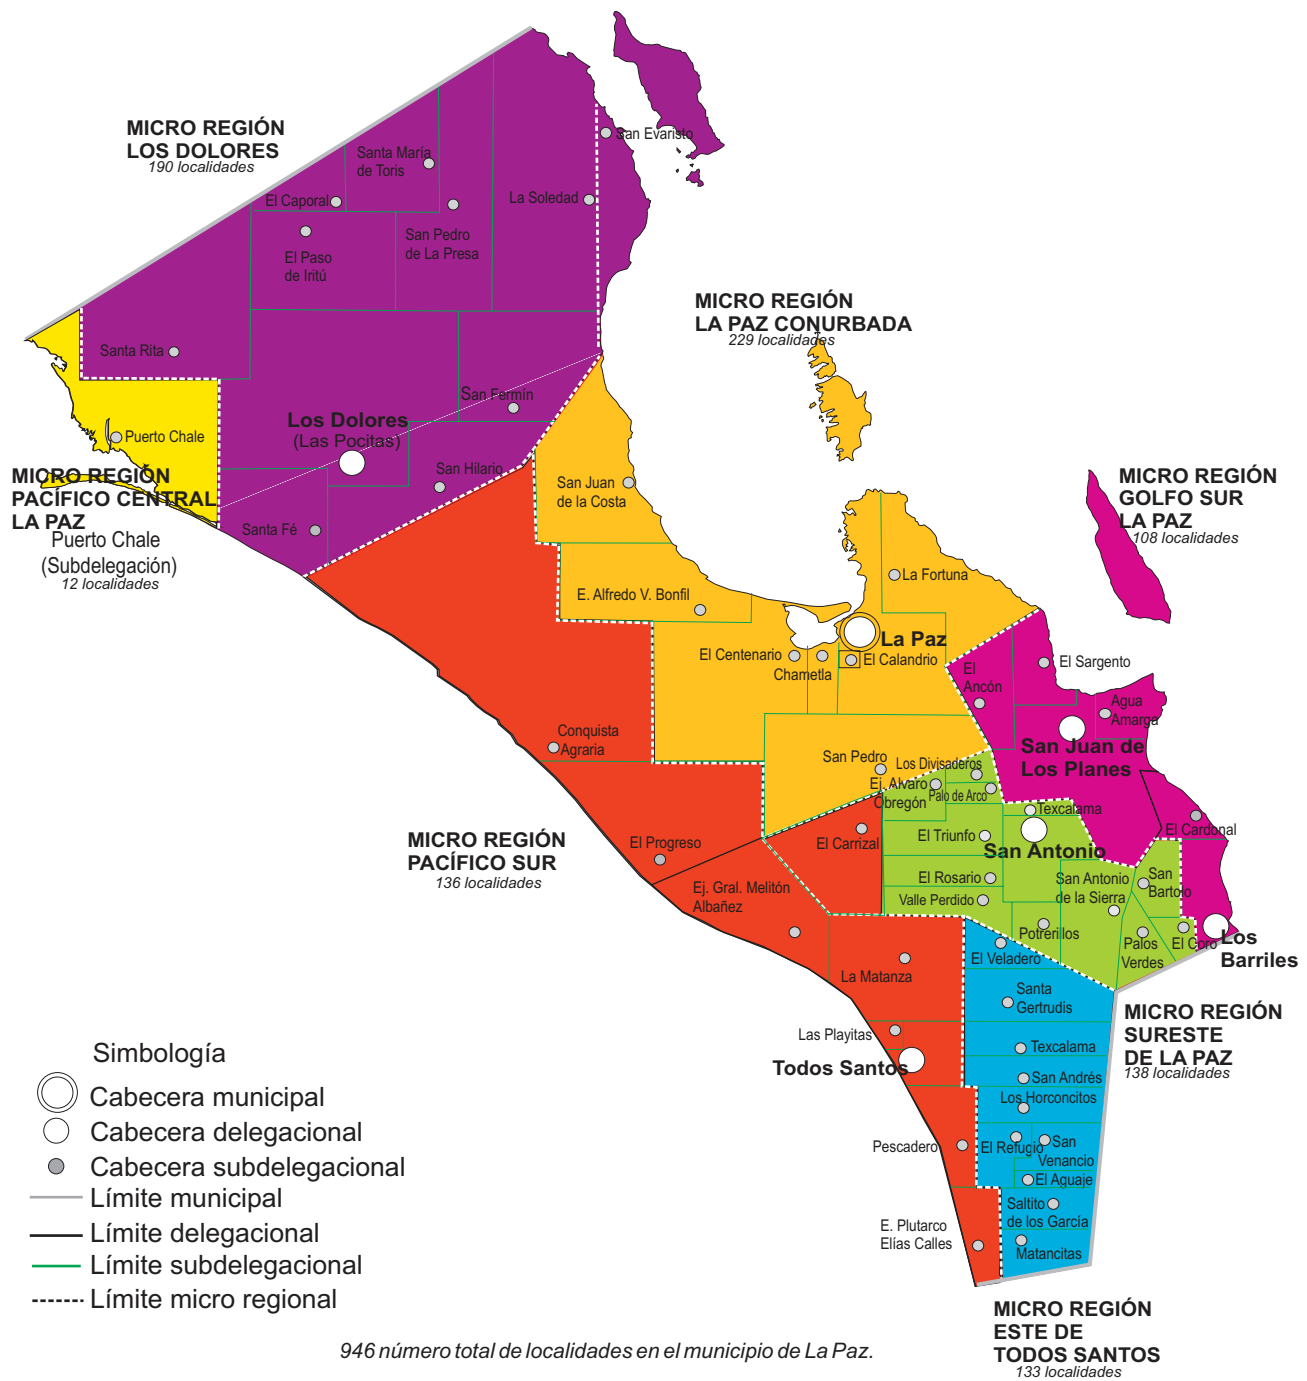 MICRO REGIÓN
LOS DOLORES
190 localidades
San Evaristo
Santa María
de Toris
El Caporal
La Soledad
San Pedro
de La Presa
El Paso
de Iritú
MICRO REGIÓN
LA PAZ CONURBADA
229 localidades
Santa Rita
San Fermín
Los Dolores
(Las Pocitas)
Puerto Chale
San Hilario
MICRO REGIÓN
PACÍFICO CENTRAL
LA PAZ
Puerto Chale
(Subdelegación)
12 localidades
Santa Fé
San Juan
de la Costa
MICRO REGIÓN
GOLFO SUR
LA PAZ
108 localidades
La Fortuna
E. Alfredo V. Bonfil
La Paz
El Centenario
Chametla
El Calandrio
El Sargento
El
Ancón
Agua
Amarga
San Juan de
Los Planes
Conquista
Agraria
San Pedro
Los Divisaderos
Ej. Alvaro
Obregón
Palo de Arco
Texcalama
El Cardonal
MICRO REGIÓN
PACÍFICO SUR
136 localidades
El Progreso
El Carrizal
El Triunfo
San Antonio
El Rosario
Valle Perdido
San Antonio
de la Sierra
San
Bartolo
Ej. Gral. Melitón
Albañez
Potrerillos
Palos
Verdes
El Coro
Los
Barriles
El Veladero
La Matanza
Santa
Gertrudis
MICRO REGIÓN
SURESTE
DE LA PAZ
138 localidades
Las Playitas
Todos Santos
Texcalama
San Andrés
Los Horconcitos
Pescadero
El Refugio
San
Venancio
El Aguaje
Saltito
de los García
E. Plutarco
Elías Calles
Matancitas
MICRO REGIÓN
ESTE DE
TODOS SANTOS
133 localidades
Simbología
Cabecera municipal
Cabecera delegacional
Cabecera subdelegacional
Límite municipal
Límite delegacional
Límite subdelegacional
Límite micro regional
946 número total de localidades en el municipio de La Paz.